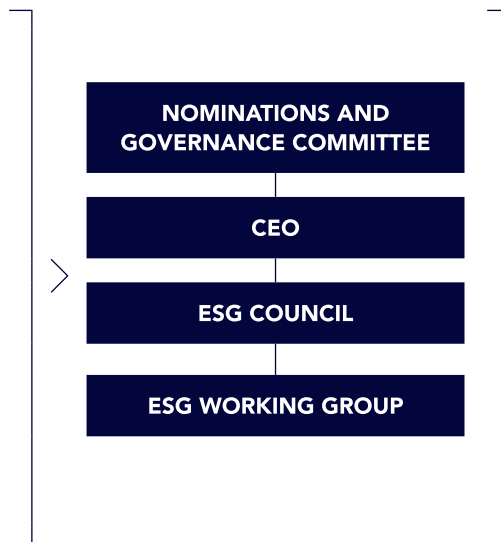 NOMINATIONS AND
GOVERNANCE COMMITTEE
CEO
ESG COUNCIL
ESG WORKING GROUP